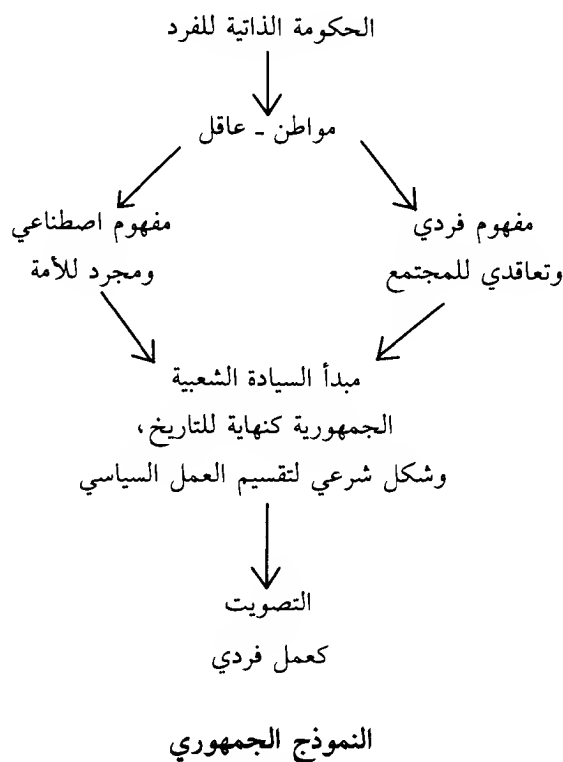 الحكومة الذاتية للفرد
مواطن ـ عاقل
مفهوم فردي
وتعاقدي للمجتمع
مفهوم اصطناعي
ومجرد للأمة
مبدأ السيادة الشعبية
الجمهورية كنهاية للتاريخ،
وشكل شرعي لتقسيم العمل السياسي
التصويت
كعمل فردي
النموذج الجمهوري